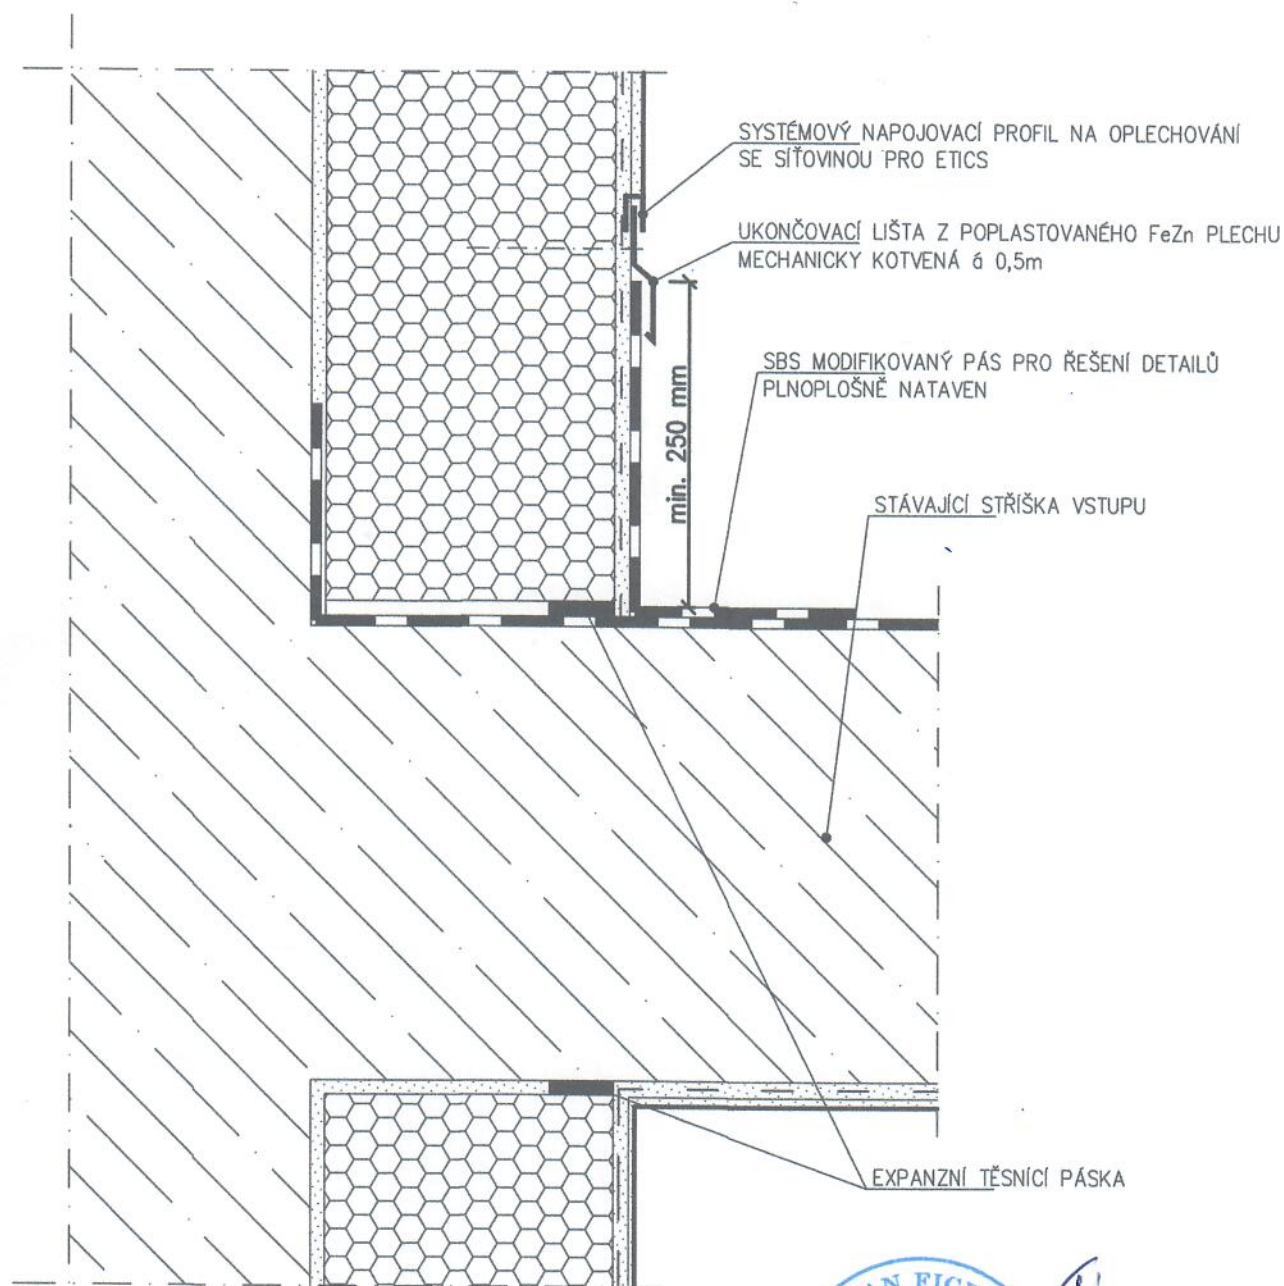 SYSTÉMOVÝ NAPOJOVACÍ PROFIL NA OPLECHOVÁNÍ
SE SÍŤOVINOU PRO ETICS
UKONČOVACÍ LIŠTA Z POPLASTOVANÉHO FeZn PLECHU
MECHANICKY KOTVENÁ á 0,5m
SBS MODIFIKOVANÝ PÁS PRO ŘEŠENÍ DETAILŮ
PLNOPLOŠNĚ NATAVEN
min. 250 mm
STÁVAJÍCÍ STŘÍŠKA VSTUPU
EXPANZNÍ TĚSNÍCÍ PÁSKA